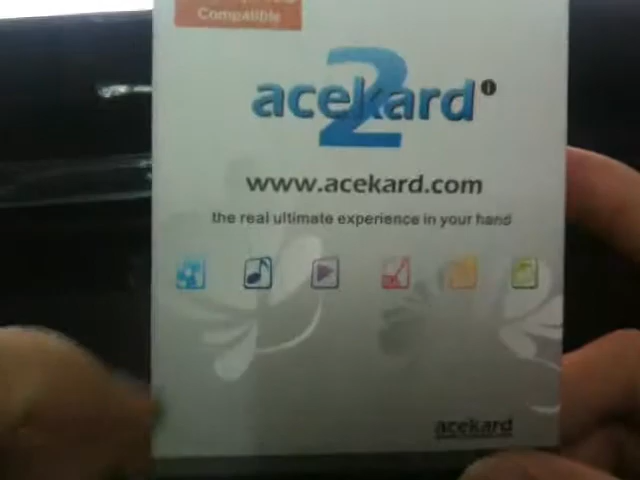 Compatible
acekard 2 i
www.acekard.com
the real ultimate experience in your hand
acekard